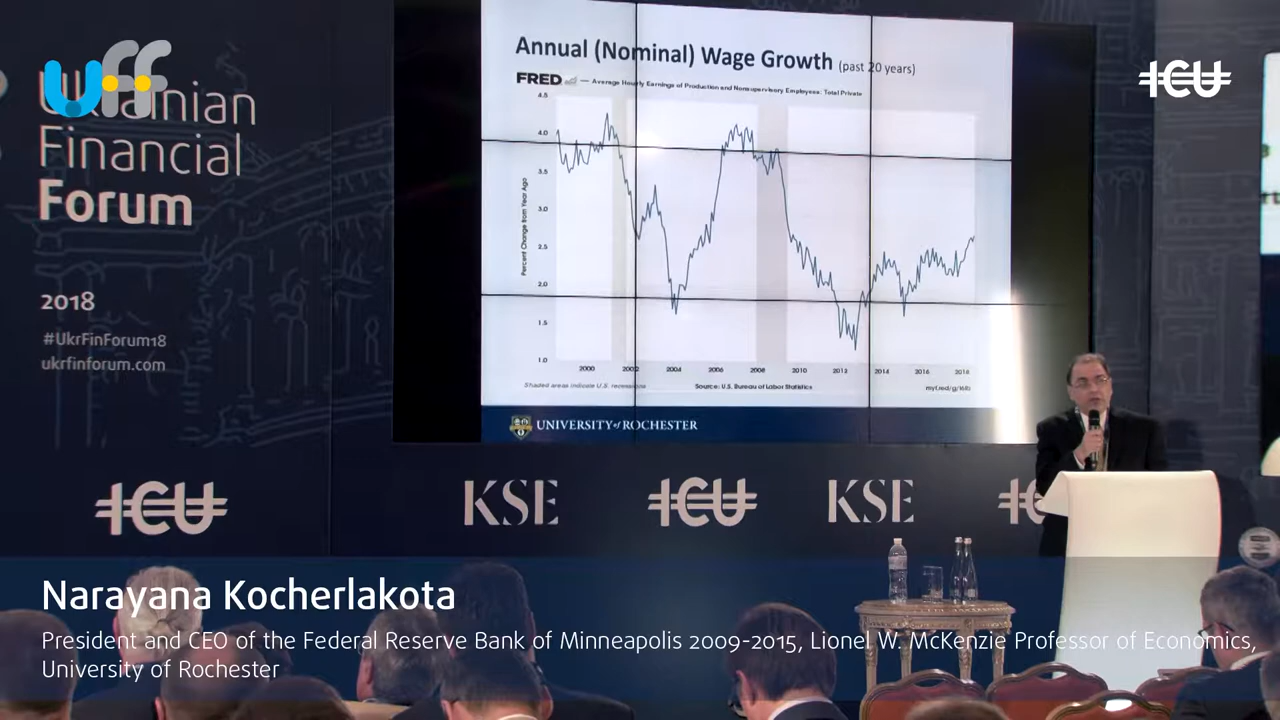 uff
Ukrainian
Financial
Forum
2018
#UkrFinForum18
ukrfinforum.com
Annual (Nominal) Wage Growth (past 20 years)
FRED — Average Hourly Earnings of Production and Nonsupervisory Employees: Total Private
Percent Change from Year Ago
4.5
4.0
3.5
3.0
2.5
2.0
1.5
1.0
2000 2002 2004 2006 2008 2010 2012 2014 2016 2018
Shaded areas indicate U.S. recessions
Source: U.S. Bureau of Labor Statistics
UNIVERSITY of ROCHESTER
ICU
ICU KSE ICU KSE IC
Narayana Kocherlakota
President and CEO of the Federal Reserve Bank of Minneapolis 2009-2015, Lionel W. McKenzie Professor of Economics,
University of Rochester